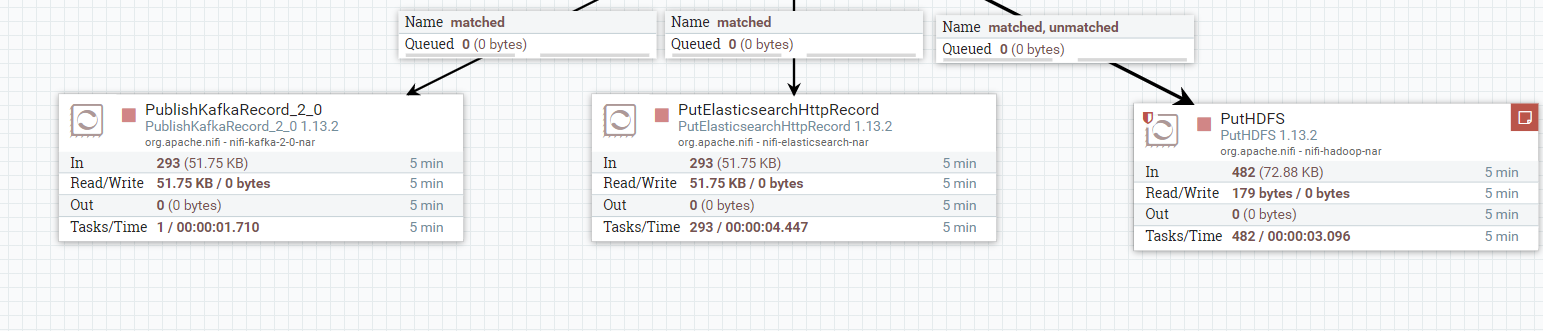 Name matched
Queued 0 (0 bytes)
Name matched
Queued 0 (0 bytes)
Name matched, unmatched
Queued 0 (0 bytes)
PublishKafkaRecord_2_0
PublishKafkaRecord_2_0 1.13.2
org.apache.nifi - nifi-kafka-2-0-nar
In 293 (51.75 KB) 5 min
Read/Write 51.75 KB / 0 bytes 5 min
Out 0 (0 bytes) 5 min
Tasks/Time 1 / 00:00:01.710 5 min
PutElasticsearchHttpRecord
PutElasticsearchHttpRecord 1.13.2
org.apache.nifi - nifi-elasticsearch-nar
In 293 (51.75 KB) 5 min
Read/Write 51.75 KB / 0 bytes 5 min
Out 0 (0 bytes) 5 min
Tasks/Time 293 / 00:00:04.447 5 min
PutHDFS
PutHDFS 1.13.2
org.apache.nifi - nifi-hadoop-nar
In 482 (72.88 KB) 5 min
Read/Write 179 bytes / 0 bytes 5 min
Out 0 (0 bytes) 5 min
Tasks/Time 482 / 00:00:03.096 5 min